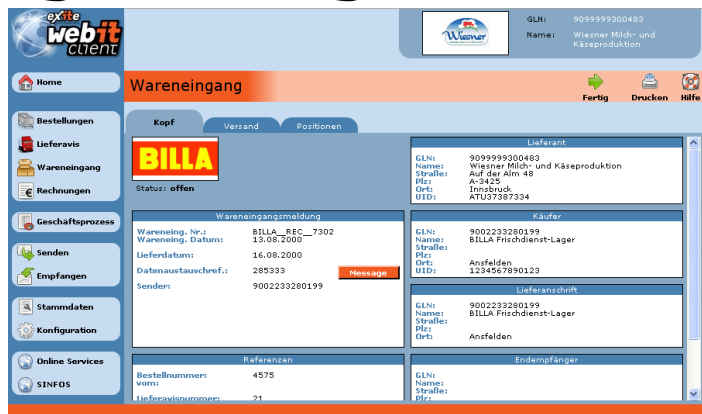 exite
webit
client
Wiesner
GLN: 9099999300483
Name: Wiesner Milch- und
Käseproduktion
Home
Wareneingang
Fertig Drucken Hilfe
Bestellungen
Lieferavis
Wareneingang
Rechnungen
Geschäftsprozess
Senden
Empfangen
Stammdaten
Konfiguration
Online Services
SINFOS
Kopf Versand Positionen
BILLA
Status: offen
Lieferant
GLN: 9099999300483
Name: Wiesner Milch- und Käseproduktion
Straße: Auf der Alm 48
Plz: A-3425
Ort: Innsbruck
UID: ATU37387334
Wareneingangsmeldung
Wareneing. Nr.: BILLA__REC__7302
Wareneing. Datum: 13.08.2000
Lieferdatum: 16.08.2000
Datenaustauschref.: 285333 Message
Sender: 9002233280199
Käufer
GLN: 9002233280199
Name: BILLA Frischdienst-Lager
Straße:
Plz:
Ort: Ansfelden
UID: 1234567890123
Lieferanschrift
GLN: 9002233280199
Name: BILLA Frischdienst-Lager
Straße:
Plz:
Ort: Ansfelden
Referenzen
Bestellnummer: 4575
vom:
Lieferavisnummer: 21
Endempfänger
GLN:
Name:
Straße:
Plz: